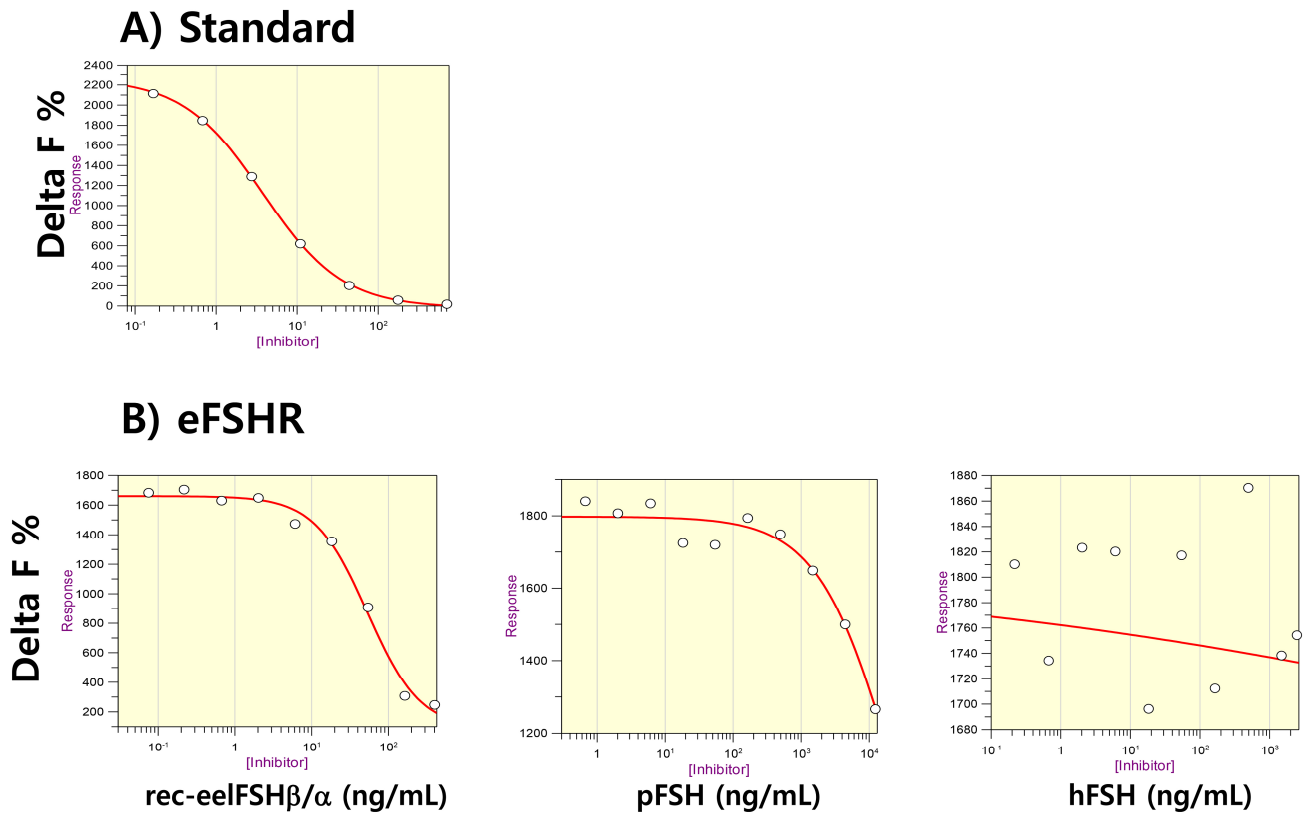 A) Standard
2400
2200
2000
1800
1600
1400
1200
1000
800
600
400
200
0
Delta F %
Response
10⁻¹ 1 10¹ 10²
[Inhibitor]
B) eFSHR
Delta F %
1800
1600
1400
1200
1000
800
600
400
200
Response
10⁻¹ 1 10¹ 10²
[Inhibitor]
rec-eelFSHβ/α (ng/mL)
1800
1600
1400
1200
Response
1 10¹ 10² 10³ 10⁴
[Inhibitor]
pFSH (ng/mL)
1880
1860
1840
1820
1800
1780
1760
1740
1720
1700
1680
Response
10⁻¹ 1 10¹ 10² 10³
[Inhibitor]
hFSH (ng/mL)